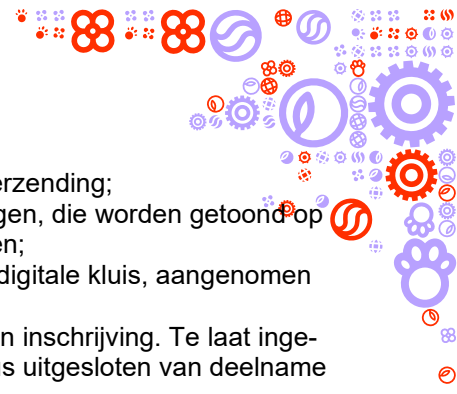 erzending;
gen, die worden getoond op
en;
digitale kluis, aangenomen
n inschrijving. Te laat inge-
s uitgesloten van deelname